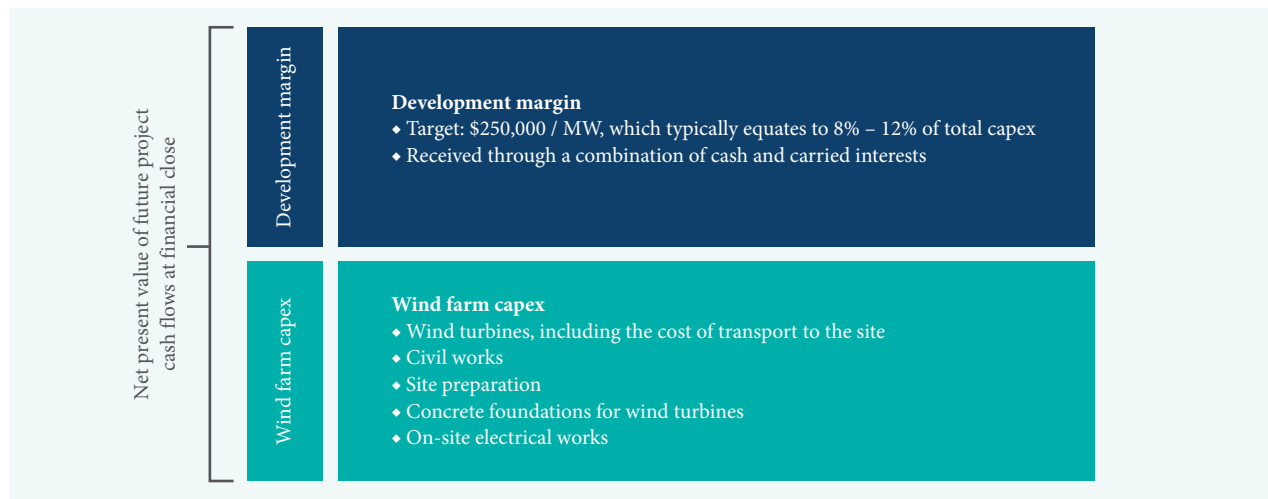 Net present value of future project
cash flows at financial close
Development margin
Development margin
◆ Target: $250,000 / MW, which typically equates to 8% – 12% of total capex
◆ Received through a combination of cash and carried interests
Wind farm capex
Wind farm capex
◆ Wind turbines, including the cost of transport to the site
◆ Civil works
◆ Site preparation
◆ Concrete foundations for wind turbines
◆ On-site electrical works